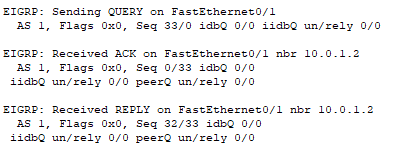 EIGRP: Sending QUERY on FastEthernet0/1
AS 1, Flags 0x0, Seq 33/0 idbQ 0/0 iidbQ un/rely 0/0
EIGRP: Received ACK on FastEthernet0/1 nbr 10.0.1.2
AS 1, Flags 0x0, Seq 0/33 idbQ 0/0
iidbQ un/rely 0/0 peerQ un/rely 0/0
EIGRP: Received REPLY on FastEthernet0/1 nbr 10.0.1.2
AS 1, Flags 0x0, Seq 32/33 idbQ 0/0
iidbQ un/rely 0/0 peerQ un/rely 0/0